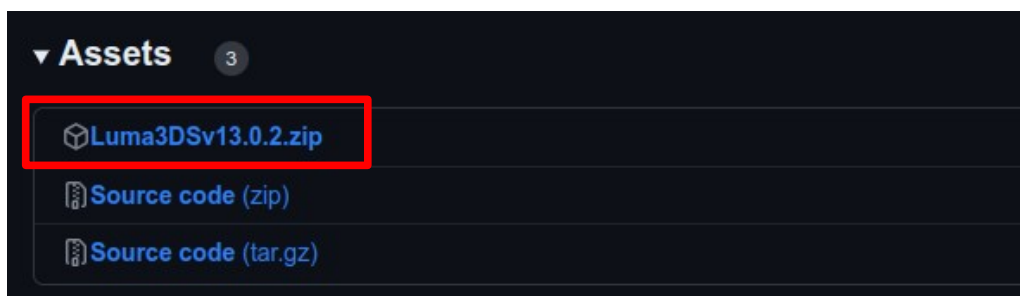 Assets 3
Luma3DSv13.0.2.zip
Source code (zip)
Source code (tar.gz)